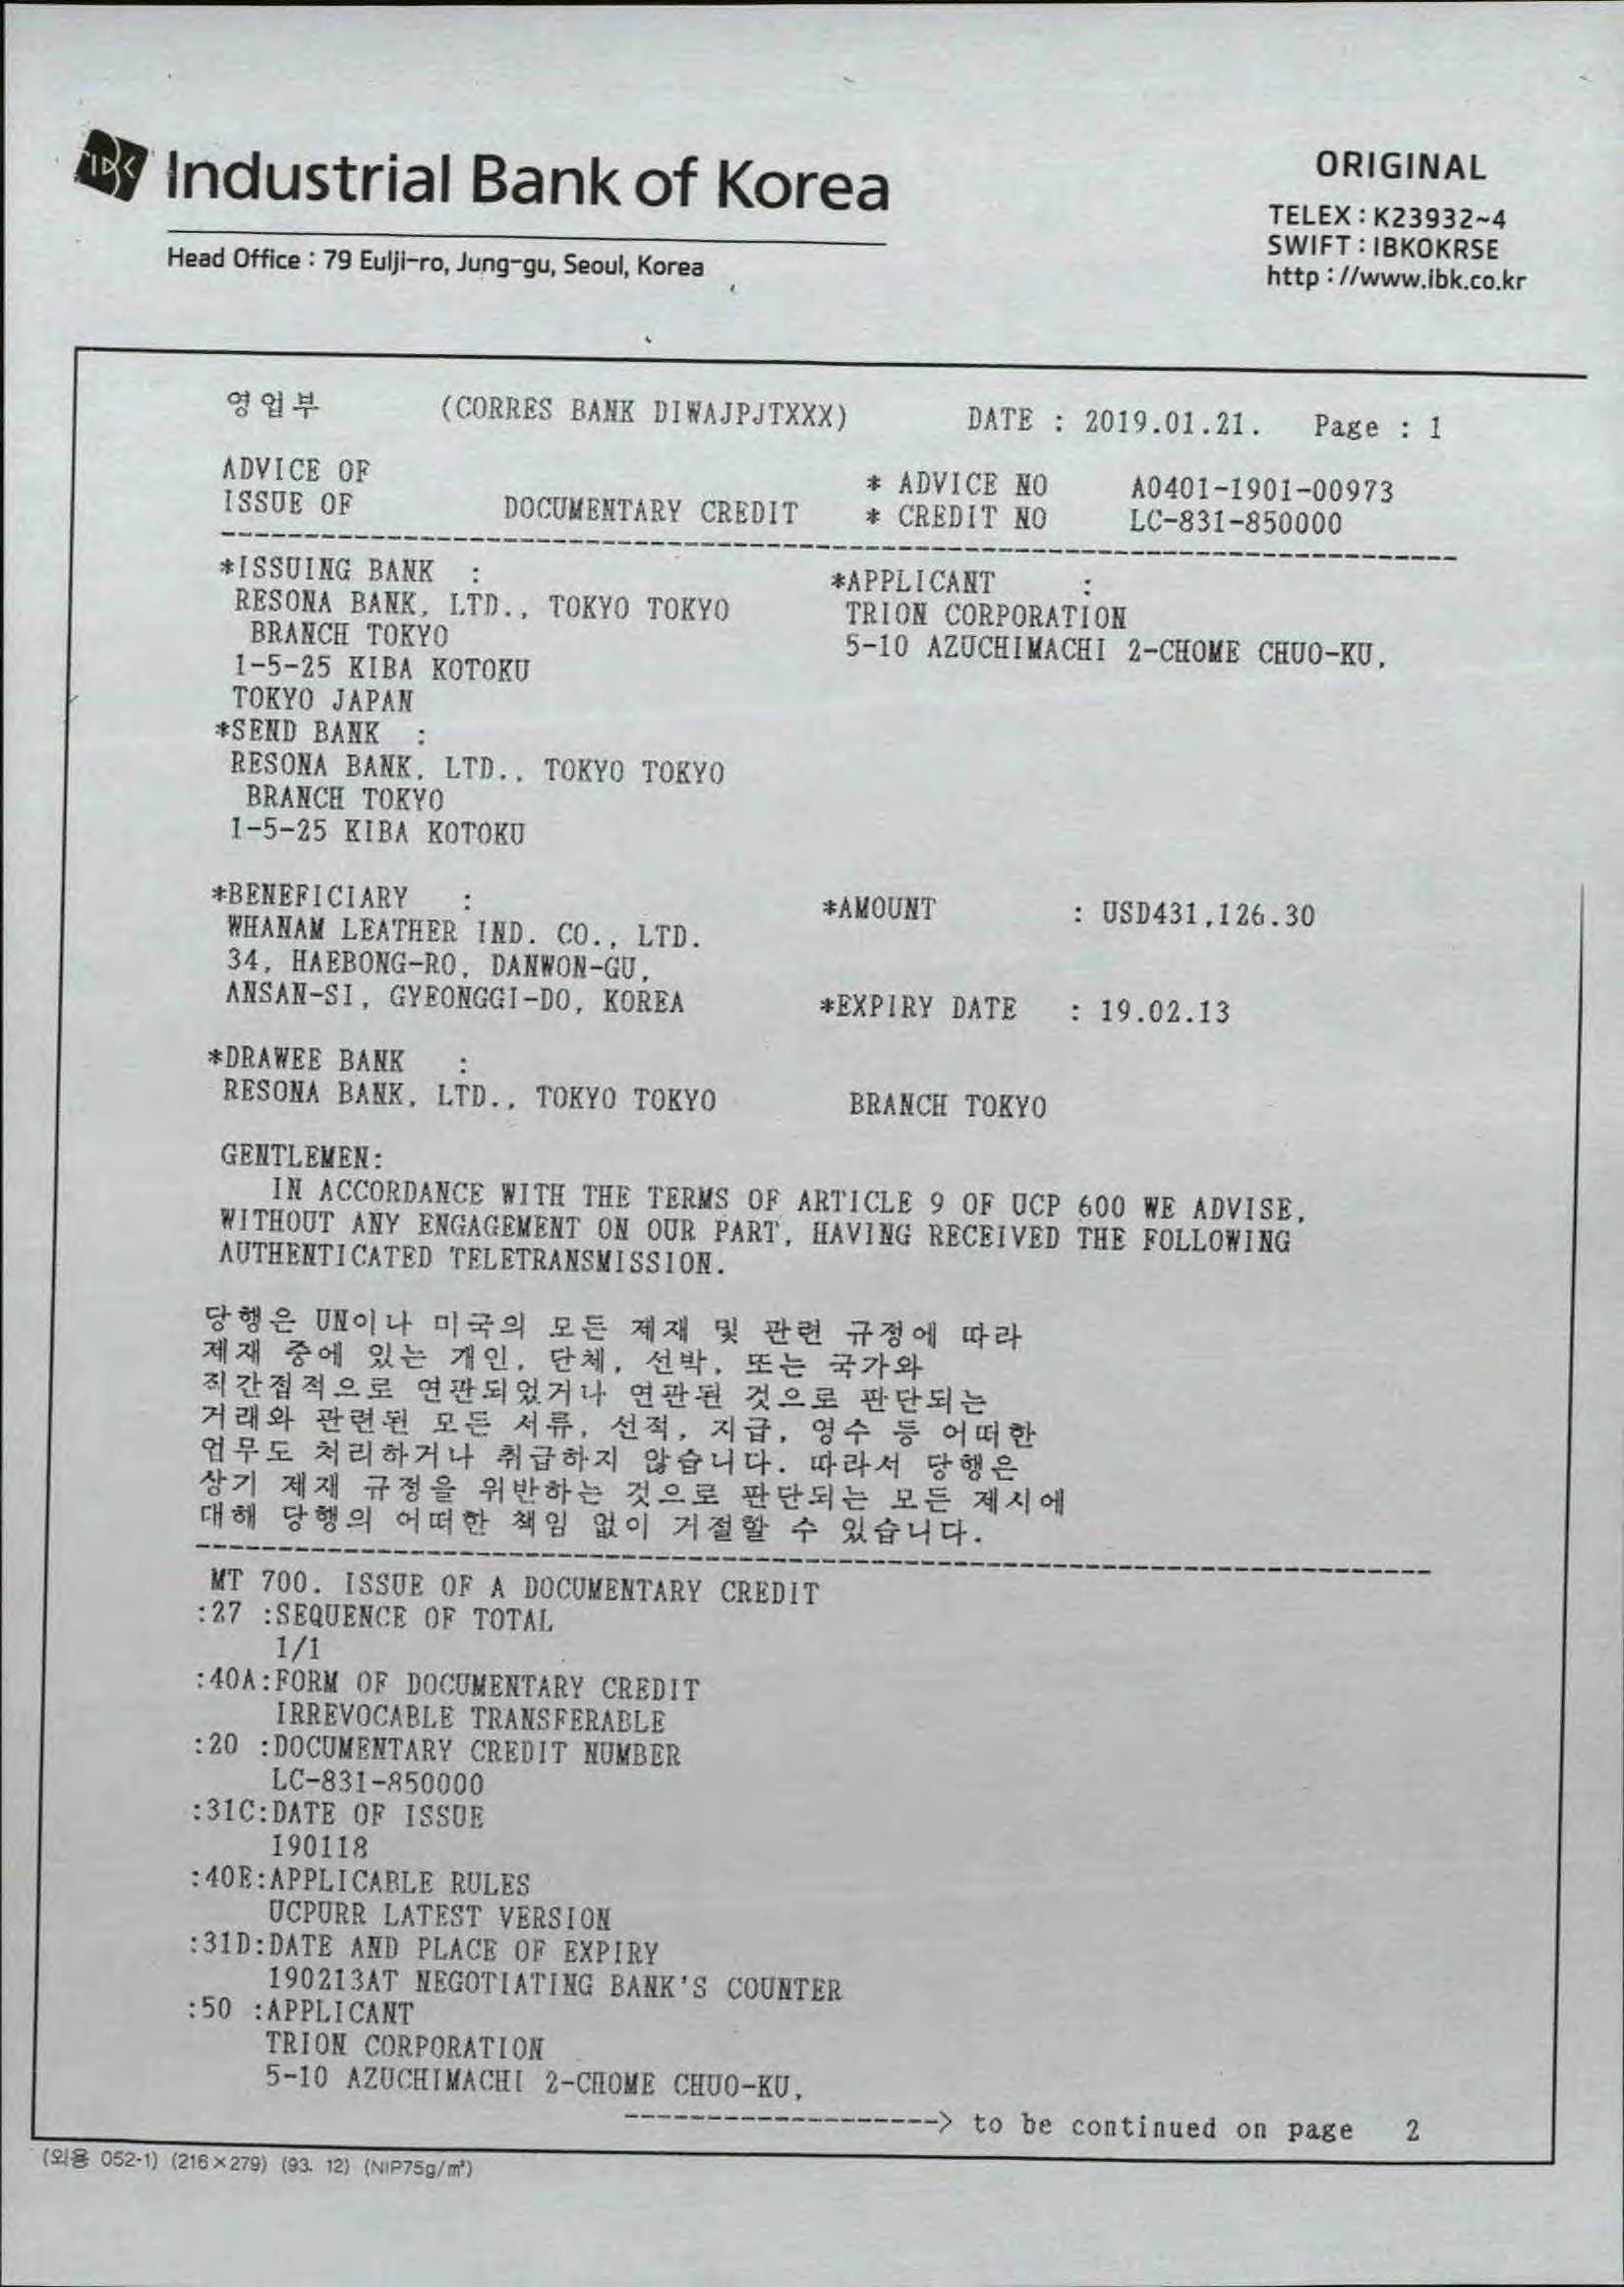 IBK Industrial Bank of Korea
ORIGINAL
TELEX : K23932~4
SWIFT : IBKOKRSE
http : //www.ibk.co.kr
Head Office : 79 Eulji-ro, Jung-gu, Seoul, Korea
영업부 (CORRES BANK DIWAJPJTXXX) DATE : 2019.01.21. Page : 1
ADVICE OF * ADVICE NO A0401-1901-00973
ISSUE OF DOCUMENTARY CREDIT * CREDIT NO LC-831-850000
*ISSUING BANK : *APPLICANT :
RESONA BANK, LTD., TOKYO TOKYO TRION CORPORATION
BRANCH TOKYO 5-10 AZUCHIMACHI 2-CHOME CHUO-KU,
1-5-25 KIBA KOTOKU
TOKYO JAPAN
*SEND BANK :
RESONA BANK, LTD., TOKYO TOKYO
BRANCH TOKYO
1-5-25 KIBA KOTOKU
*BENEFICIARY : *AMOUNT : USD431,126.30
WHANAM LEATHER IND. CO., LTD.
34, HAEBONG-RO, DANWON-GU,
ANSAN-SI, GYEONGGI-DO, KOREA *EXPIRY DATE : 19.02.13
*DRAWEE BANK :
RESONA BANK, LTD., TOKYO TOKYO BRANCH TOKYO
GENTLEMEN:
IN ACCORDANCE WITH THE TERMS OF ARTICLE 9 OF UCP 600 WE ADVISE,
WITHOUT ANY ENGAGEMENT ON OUR PART, HAVING RECEIVED THE FOLLOWING
AUTHENTICATED TELETRANSMISSION.
당행은 UN이나 미국의 모든 제재 및 관련 규정에 따라
제재 중에 있는 개인, 단체, 선박, 또는 국가와
직간접적으로 연관되었거나 연관된 것으로 판단되는
거래와 관련된 모든 서류, 선적, 지급, 영수 등 어떠한
업무도 처리하거나 취급하지 않습니다. 따라서 당행은
상기 제재 규정을 위반하는 것으로 판단되는 모든 제시에
대해 당행의 어떠한 책임 없이 거절할 수 있습니다.
MT 700. ISSUE OF A DOCUMENTARY CREDIT
:27 :SEQUENCE OF TOTAL
1/1
:40A:FORM OF DOCUMENTARY CREDIT
IRREVOCABLE TRANSFERABLE
:20 :DOCUMENTARY CREDIT NUMBER
LC-831-850000
:31C:DATE OF ISSUE
190118
:40E:APPLICABLE RULES
UCPURR LATEST VERSION
:31D:DATE AND PLACE OF EXPIRY
190213AT NEGOTIATING BANK'S COUNTER
:50 :APPLICANT
TRION CORPORATION
5-10 AZUCHIMACHI 2-CHOME CHUO-KU,
--------------------> to be continued on page 2
(외용 052-1) (216×279) (93. 12) (NIP75g/㎡)